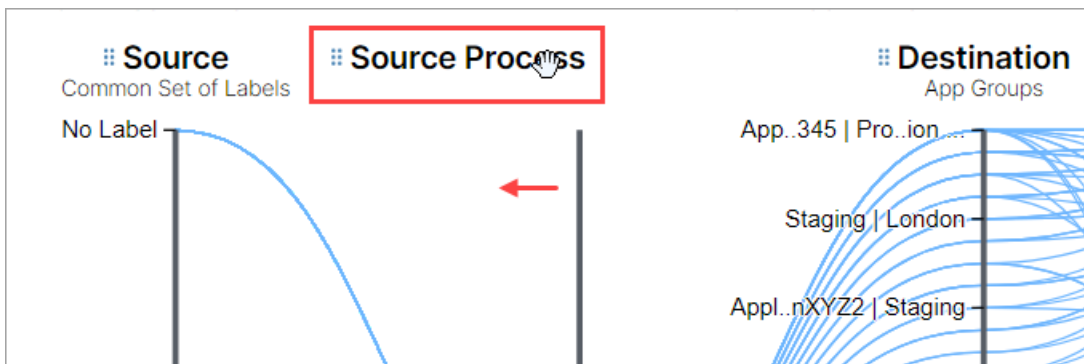 Source
Common Set of Labels
Source Process
Destination
App Groups
No Label
App..345 | Pro..ion ...
Staging | London
Appl..nXYZ2 | Staging